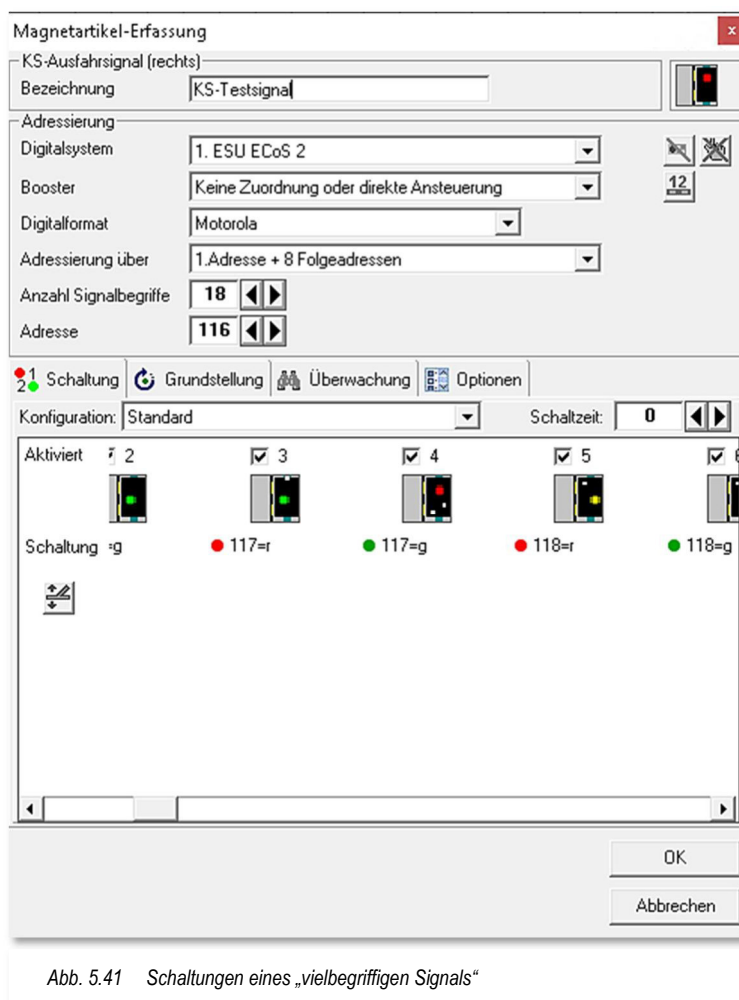 Magnetartikel-Erfassung
x
KS-Ausfahrsignal (rechts)
Bezeichnung KS-Testsignal
Adressierung
Digitalsystem 1. ESU ECoS 2
Booster Keine Zuordnung oder direkte Ansteuerung 12
Digitalformat Motorola
Adressierung über 1.Adresse + 8 Folgeadressen
Anzahl Signalbegriffe 18
Adresse 116
1 2 Schaltung Grundstellung Überwachung Optionen
Konfiguration: Standard Schaltzeit: 0
Aktiviert 2 3 4 5 6
Schaltung =g 117=r 117=g 118=r 118=g
OK
Abbrechen
Abb. 5.41 Schaltungen eines „vielbegriffigen Signals“